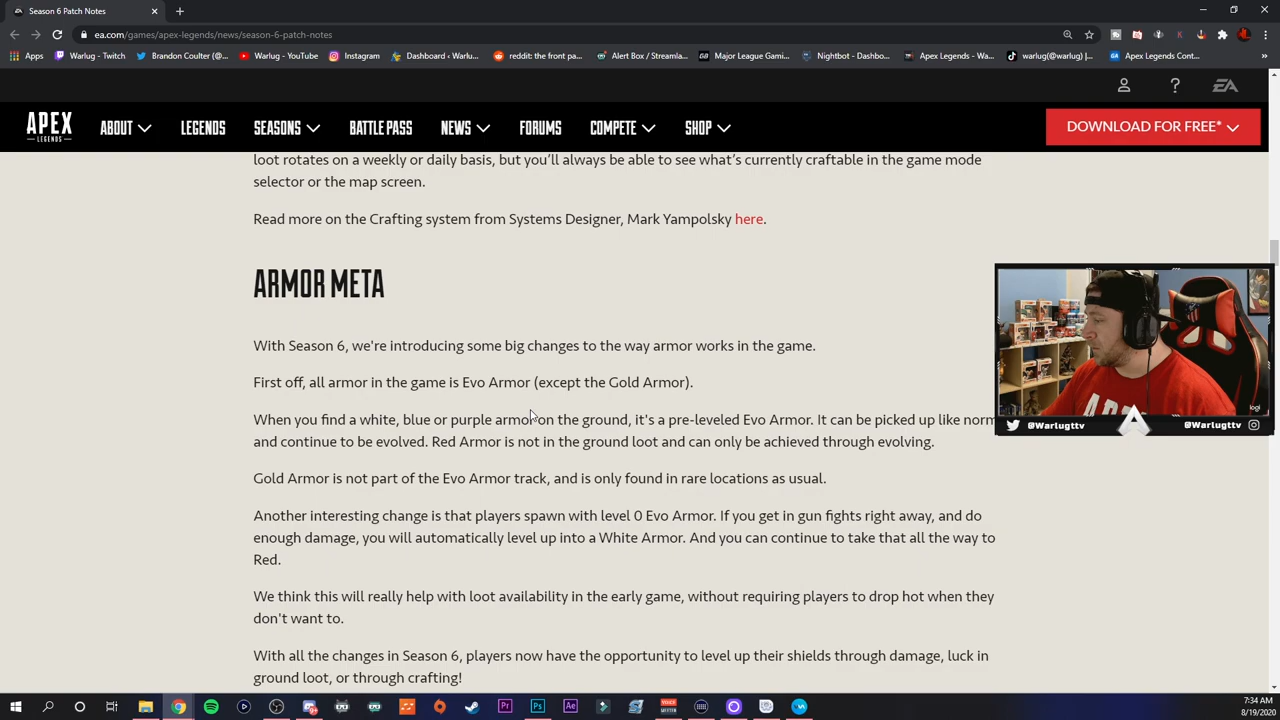 Season 6 Patch Notes
ea.com/games/apex-legends/news/season-6-patch-notes
Apps Warlug - Twitch Brandon Coulter (@... Warlug - YouTube Instagram Dashboard - Warlu... reddit: the front pa... Alert Box / Streamla... Major League Gami... Nightbot - Dashbo... Apex Legends - Wa... warlug(@warlug) |... Apex Legends Cont...
APEX
LEGENDS
ABOUT LEGENDS SEASONS BATTLE PASS NEWS FORUMS COMPETE SHOP
DOWNLOAD FOR FREE*
loot rotates on a weekly or daily basis, but you'll always be able to see what's currently craftable in the game mode
selector or the map screen.
Read more on the Crafting system from Systems Designer, Mark Yampolsky here.
ARMOR META
With Season 6, we're introducing some big changes to the way armor works in the game.
First off, all armor in the game is Evo Armor (except the Gold Armor).
When you find a white, blue or purple armor on the ground, it's a pre-leveled Evo Armor. It can be picked up like norm
and continue to be evolved. Red Armor is not in the ground loot and can only be achieved through evolving.
Gold Armor is not part of the Evo Armor track, and is only found in rare locations as usual.
Another interesting change is that players spawn with level 0 Evo Armor. If you get in gun fights right away, and do
enough damage, you will automatically level up into a White Armor. And you can continue to take that all the way to
Red.
We think this will really help with loot availability in the early game, without requiring players to drop hot when they
don't want to.
With all the changes in Season 6, players now have the opportunity to level up their shields through damage, luck in
ground loot, or through crafting!
logi
@Warlugttv @Warlugttv
7:34 AM
8/19/2020